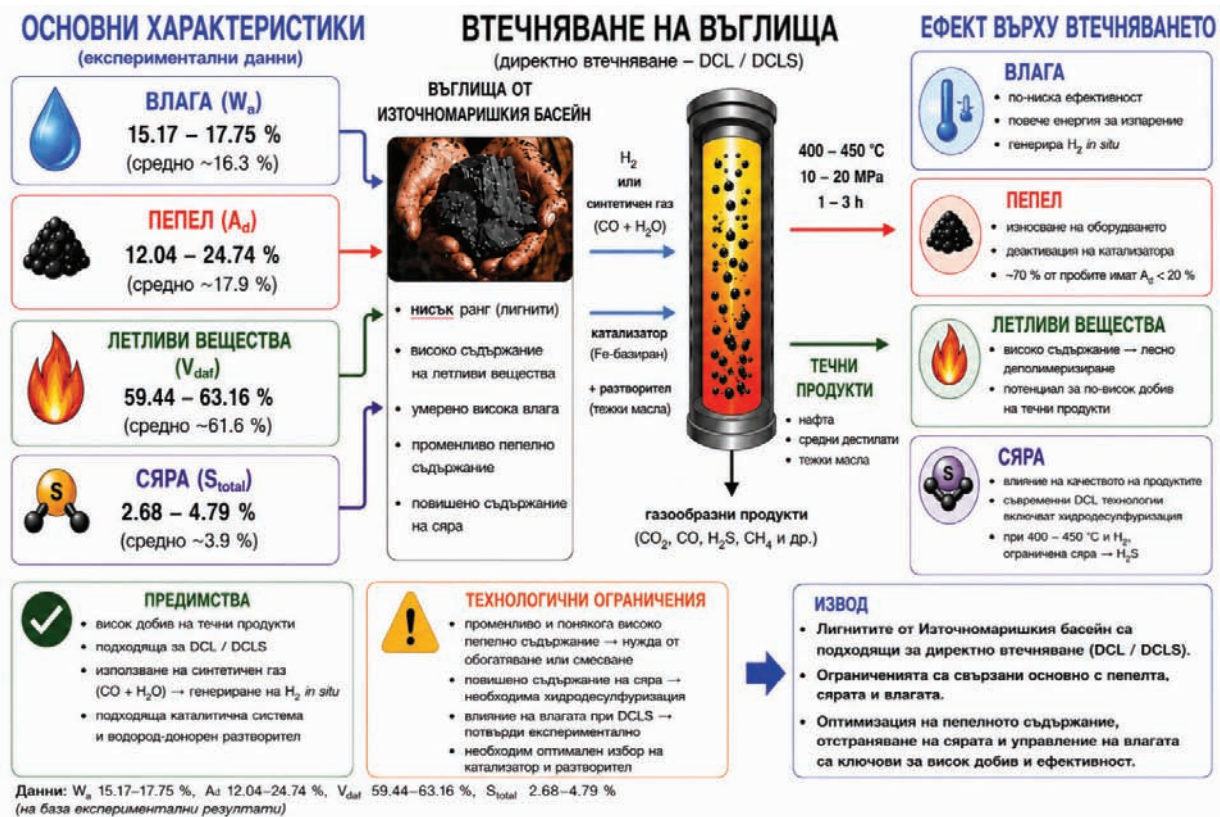 ОСНОВНИ ХАРАКТЕРИСТИКИ
(експериментални данни)
ВЛАГА (Wa)
15.17 – 17.75 %
(средно ~16.3 %)
ПЕПЕЛ (Ad)
12.04 – 24.74 %
(средно ~17.9 %)
ЛЕТЛИВИ ВЕЩЕСТВА
(Vdaf)
59.44 – 63.16 %
(средно ~61.6 %)
S
СЯРА (Stotal)
2.68 – 4.79 %
(средно ~3.9 %)
ВТЕЧНЯВАНЕ НА ВЪГЛИЩА
(директно втечняване – DCL / DCLS)
ВЪГЛИЩА ОТ
ИЗТОЧНОМАРИШКИЯ БАСЕЙН
• нисък ранг (лигнити)
• високо съдържание
на летливи вещества
• умерено висока влага
• променливо пепелно
съдържание
• повишено съдържание
на сяра
H2
или
синтетичен газ
(CO + H2O)
катализатор
(Fe-базиран)
+ разтворител
(тежки масла)
400 – 450 °C
10 – 20 MPa
1 – 3 h
ТЕЧНИ
ПРОДУКТИ
• нафта
• средни дестилати
• тежки масла
газообразни продукти
(CO2, CO, H2S, CH4 и др.)
ЕФЕКТ ВЪРХУ ВТЕЧНЯВАНЕТО
ВЛАГА
• по-ниска ефективност
• повече енергия за изпарение
• генерира H2 in situ
ПЕПЕЛ
• износване на оборудването
• деактивация на катализатора
• ~70 % от пробите имат Ad < 20 %
ЛЕТЛИВИ ВЕЩЕСТВА
• високо съдържание → лесно
деполимеризиране
• потенциал за по-висок добив
на течни продукти
S
СЯРА
• влияние на качеството на продуктите
• съвременни DCL технологии
включват хидродесулфуризация
• при 400 – 450 °C и H2,
ограничена сяра → H2S
ПРЕДИМСТВА
• висок добив на течни продукти
• подходяща за DCL / DCLS
• използване на синтетичен газ
(CO + H2O) → генериране на H2 in situ
• подходяща каталитична система
и водород-донорен разтворител
ТЕХНОЛОГИЧНИ ОГРАНИЧЕНИЯ
• променливо и понякога високо
пепелно съдържание → нужда от
обогатяване или смесване
• повишено съдържание на сяра →
необходима хидродесулфуризация
• влияние на влагата при DCLS →
потвърди експериментално
• необходим оптимален избор на
катализатор и разтворител
ИЗВОД
• Лигнитите от Източномаришкия басейн са
подходящи за директно втечняване (DCL / DCLS).
• Ограниченията са свързани основно с пепелта,
сярата и влагата.
• Оптимизация на пепелното съдържание,
отстраняване на сярата и управление на влагата
са ключови за висок добив и ефективност.
Данни: Wa 15.17–17.75 %, Ad 12.04–24.74 %, Vdaf 59.44–63.16 %, Stotal 2.68–4.79 %
(на база експериментални резултати)